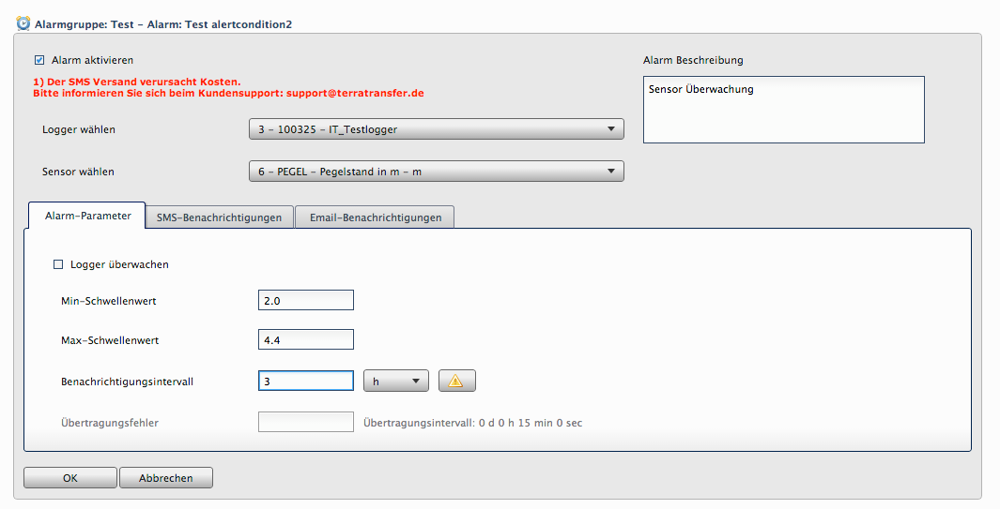 Alarmgruppe: Test - Alarm: Test alertcondition2
Alarm aktivieren
Alarm Beschreibung
1) Der SMS Versand verursacht Kosten.
Bitte informieren Sie sich beim Kundensupport: support@terratransfer.de
Sensor Überwachung
Logger wählen
3 - 100325 - IT_Testlogger
Sensor wählen
6 - PEGEL - Pegelstand in m - m
Alarm-Parameter
SMS-Benachrichtigungen
Email-Benachrichtigungen
Logger überwachen
Min-Schwellenwert
2.0
Max-Schwellenwert
4.4
Benachrichtigungsintervall
3
h
Übertragungsfehler
Übertragungsintervall: 0 d 0 h 15 min 0 sec
OK
Abbrechen